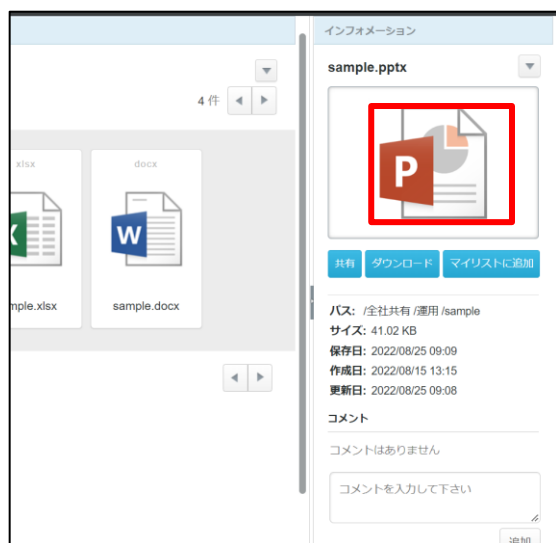 インフォメーション
sample.pptx
4 件
xlsx
docx
X
W
P
mple.xlsx
sample.docx
共有
ダウンロード
マイリストに追加
パス: /全社共有 /運用 /sample
サイズ: 41.02 KB
保存日: 2022/08/25 09:09
作成日: 2022/08/15 13:15
更新日: 2022/08/25 09:08
コメント
コメントはありません
コメントを入力して下さい
追加